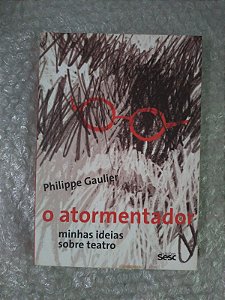 Philippe Gaulier
o atormentador
minhas ideias
sobre teatro
Sesc